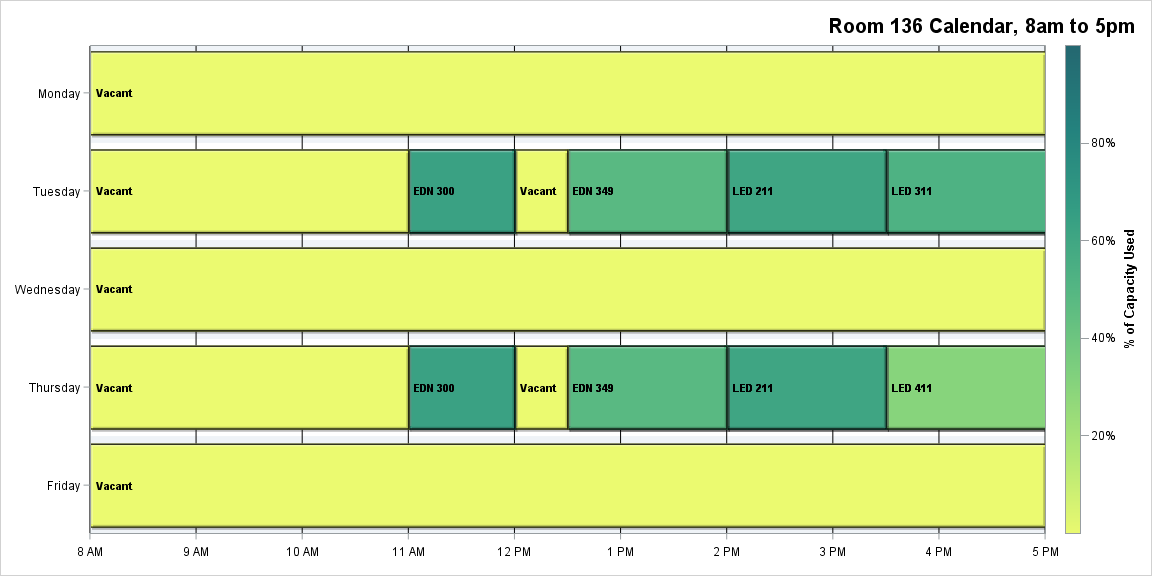 Room 136 Calendar, 8am to 5pm
Monday
Vacant
Tuesday
Vacant
EDN 300
Vacant
EDN 349
LED 211
LED 311
Wednesday
Vacant
Thursday
Vacant
EDN 300
Vacant
EDN 349
LED 211
LED 411
Friday
Vacant
8 AM
9 AM
10 AM
11 AM
12 PM
1 PM
2 PM
3 PM
4 PM
5 PM
80%
60%
40%
20%
% of Capacity Used